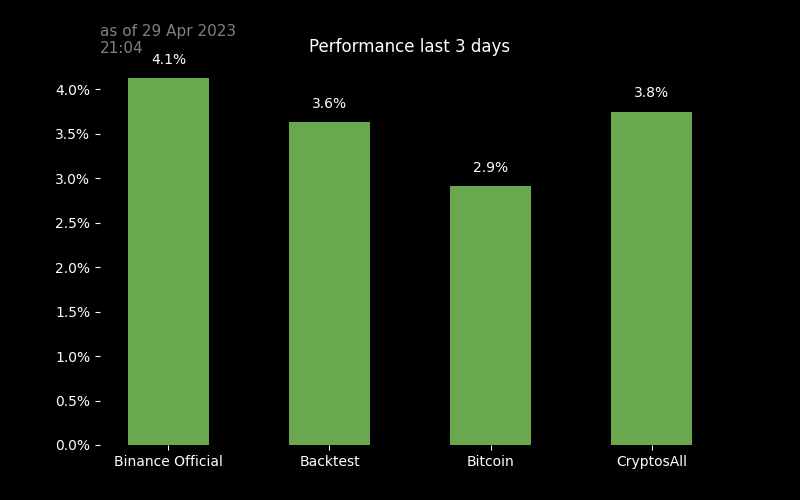 as of 29 Apr 2023
21:04
Performance last 3 days
4.1%
3.6%
2.9%
3.8%
4.0%
3.5%
3.0%
2.5%
2.0%
1.5%
1.0%
0.5%
0.0%
Binance Official
Backtest
Bitcoin
CryptosAll